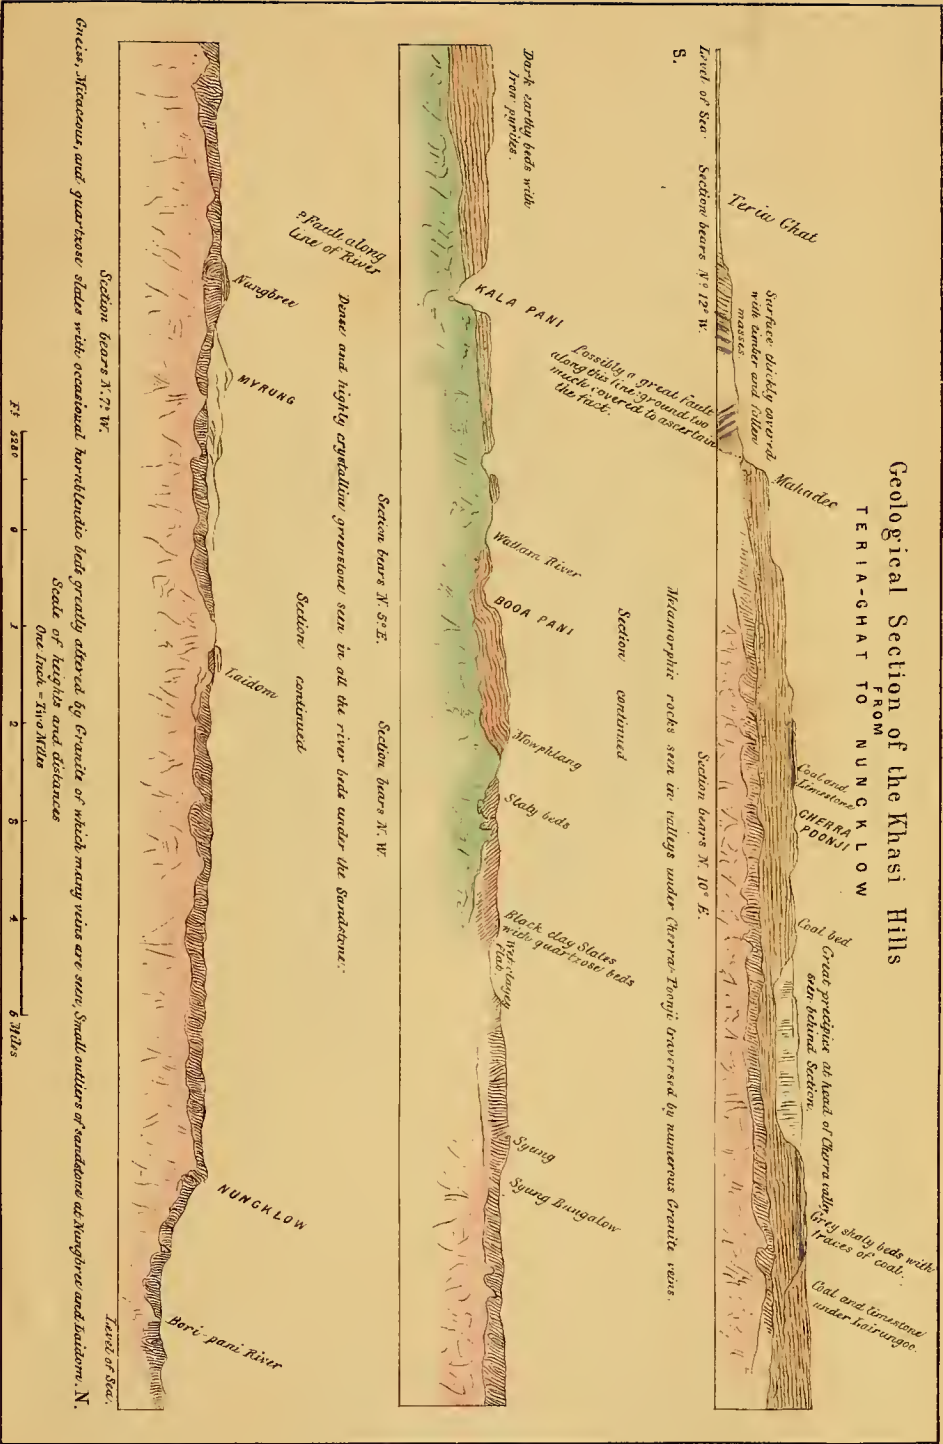 Geological Section of the Khasi Hills
FROM
TERIA-GHAT TO NUNCKLOW
Teria Ghat
Surface thickly covered
with timber and fallen
masses.
Mahadec
Coal and
Limestone
CHERRA
POONJI
Coal bed
Great precipice at head of Cherra valley
seen behind Section.
Grey shaly beds with
traces of coal.
Coal and limestone
under Lairungoo.
Level of Sea.
Section bears N? 12° W.
S.
Possibly a great fault
along this line: ground two
much covered to ascertain
the fact.
Section bears N. 10° E.
Metamorphic rocks seen in valleys under Cherra-Poonji traversed by numerous Granite veins.
Section continued
Dark earthy beds with
Iron pyrites.
KALA PANI
Wallam River
BOOA PANI
Mowphlang
Slaty beds
Black clay Slates
with quartzose beds
Wet clayey
Flat.
Syung
Syung Bungalow
Section bears N. 5° E.
Section bears N. W.
Dense and highly crystalline greenstone seen in all the river beds under the Sandstone.
Section continued
? Fault along
line of River
Nungbree
MYRUNG
Laidom
NUNGKLOW
Bori-pani River
Section bears N. 7° W.
Level of Sea.
Gneiss, Micaceous, and quartzose slates with occasional hornblendic beds greatly altered by Granite of which many veins are seen, Small outliers of sandstone at Nungbree and Laidom. N.
Scale of heights and distances
One Inch = Two Miles
Ft 5280 0 1 2 3 4 5 Miles